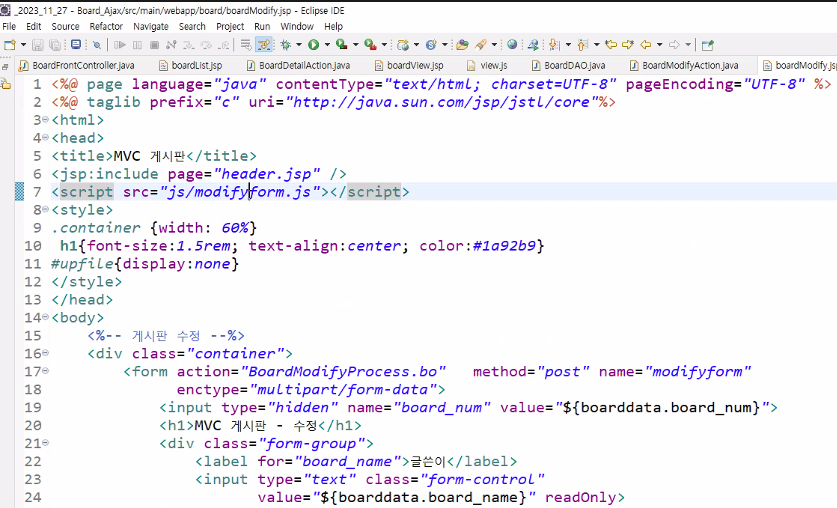 _2023_11_27 - Board_Ajax/src/main/webapp/board/boardModify.jsp - Eclipse IDE
File Edit Source Refactor Navigate Search Project Run Window Help
BoardFrontController.java boardList.jsp BoardDetailAction.java boardView.jsp view.js BoardDAO.java BoardModifyAction.java boardModify.jsp
1 <%@ page language="java" contentType="text/html; charset=UTF-8" pageEncoding="UTF-8" %>
2 <%@ taglib prefix="c" uri="http://java.sun.com/jsp/jstl/core"%>
3 <html>
4 <head>
5 <title>MVC 게시판</title>
6 <jsp:include page="header.jsp" />
7 <script src="js/modifyform.js"></script>
8 <style>
9 .container {width: 60%}
10 h1{font-size:1.5rem; text-align:center; color:#1a92b9}
11 #upfile{display:none}
12 </style>
13 </head>
14 <body>
15 <%-- 게시판 수정 --%>
16 <div class="container">
17 <form action="BoardModifyProcess.bo" method="post" name="modifyform"
18 enctype="multipart/form-data">
19 <input type="hidden" name="board_num" value="${boarddata.board_num}">
20 <h1>MVC 게시판 - 수정</h1>
21 <div class="form-group">
22 <label for="board_name">글쓴이</label>
23 <input type="text" class="form-control"
24 value="${boarddata.board_name}" readOnly>